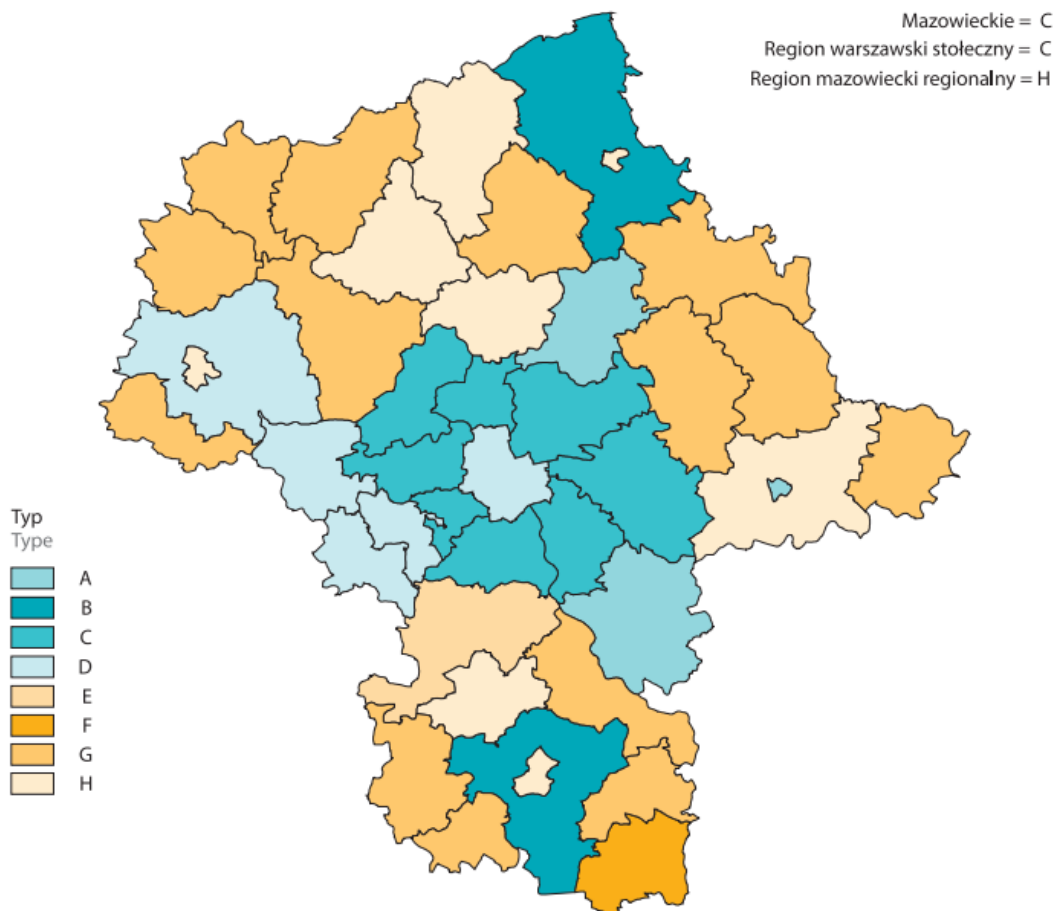 Mazowieckie = C
Region warszawski stołeczny = C
Region mazowiecki regionalny = H
Typ
Type
A
B
C
D
E
F
G
H